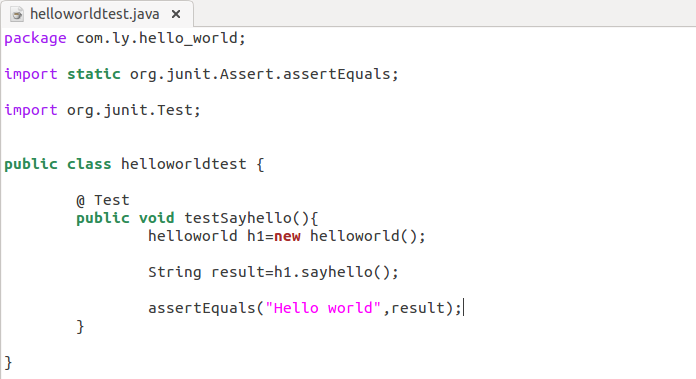 helloworldtest.java ×
package com.ly.hello_world;
import static org.junit.Assert.assertEquals;
import org.junit.Test;
public class helloworldtest {
@ Test
public void testSayhello(){
helloworld h1=new helloworld();
String result=h1.sayhello();
assertEquals("Hello world",result);
}
}